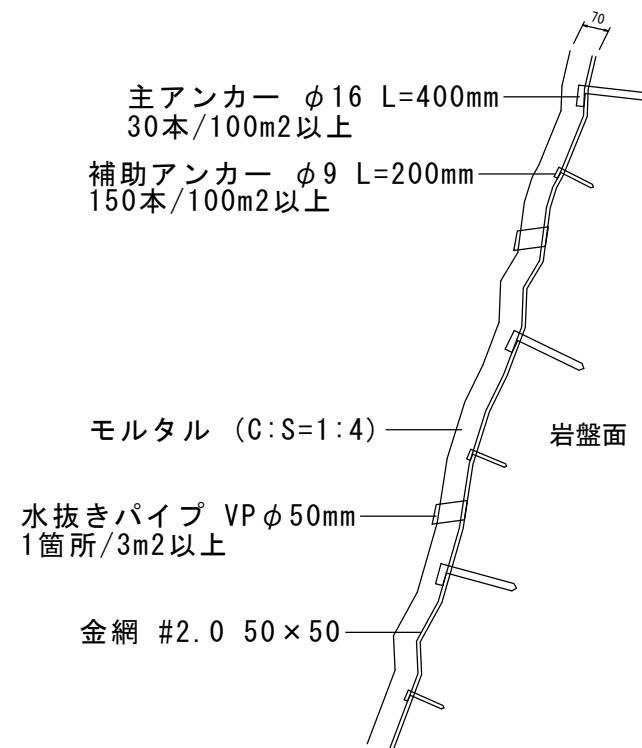 70
主アンカー φ16 L=400mm
30本/100m2以上
補助アンカー φ9 L=200mm
150本/100m2以上
モルタル (C:S=1:4)
岩盤面
水抜きパイプ VPφ50mm
1箇所/3m2以上
金網 #2.0 50×50